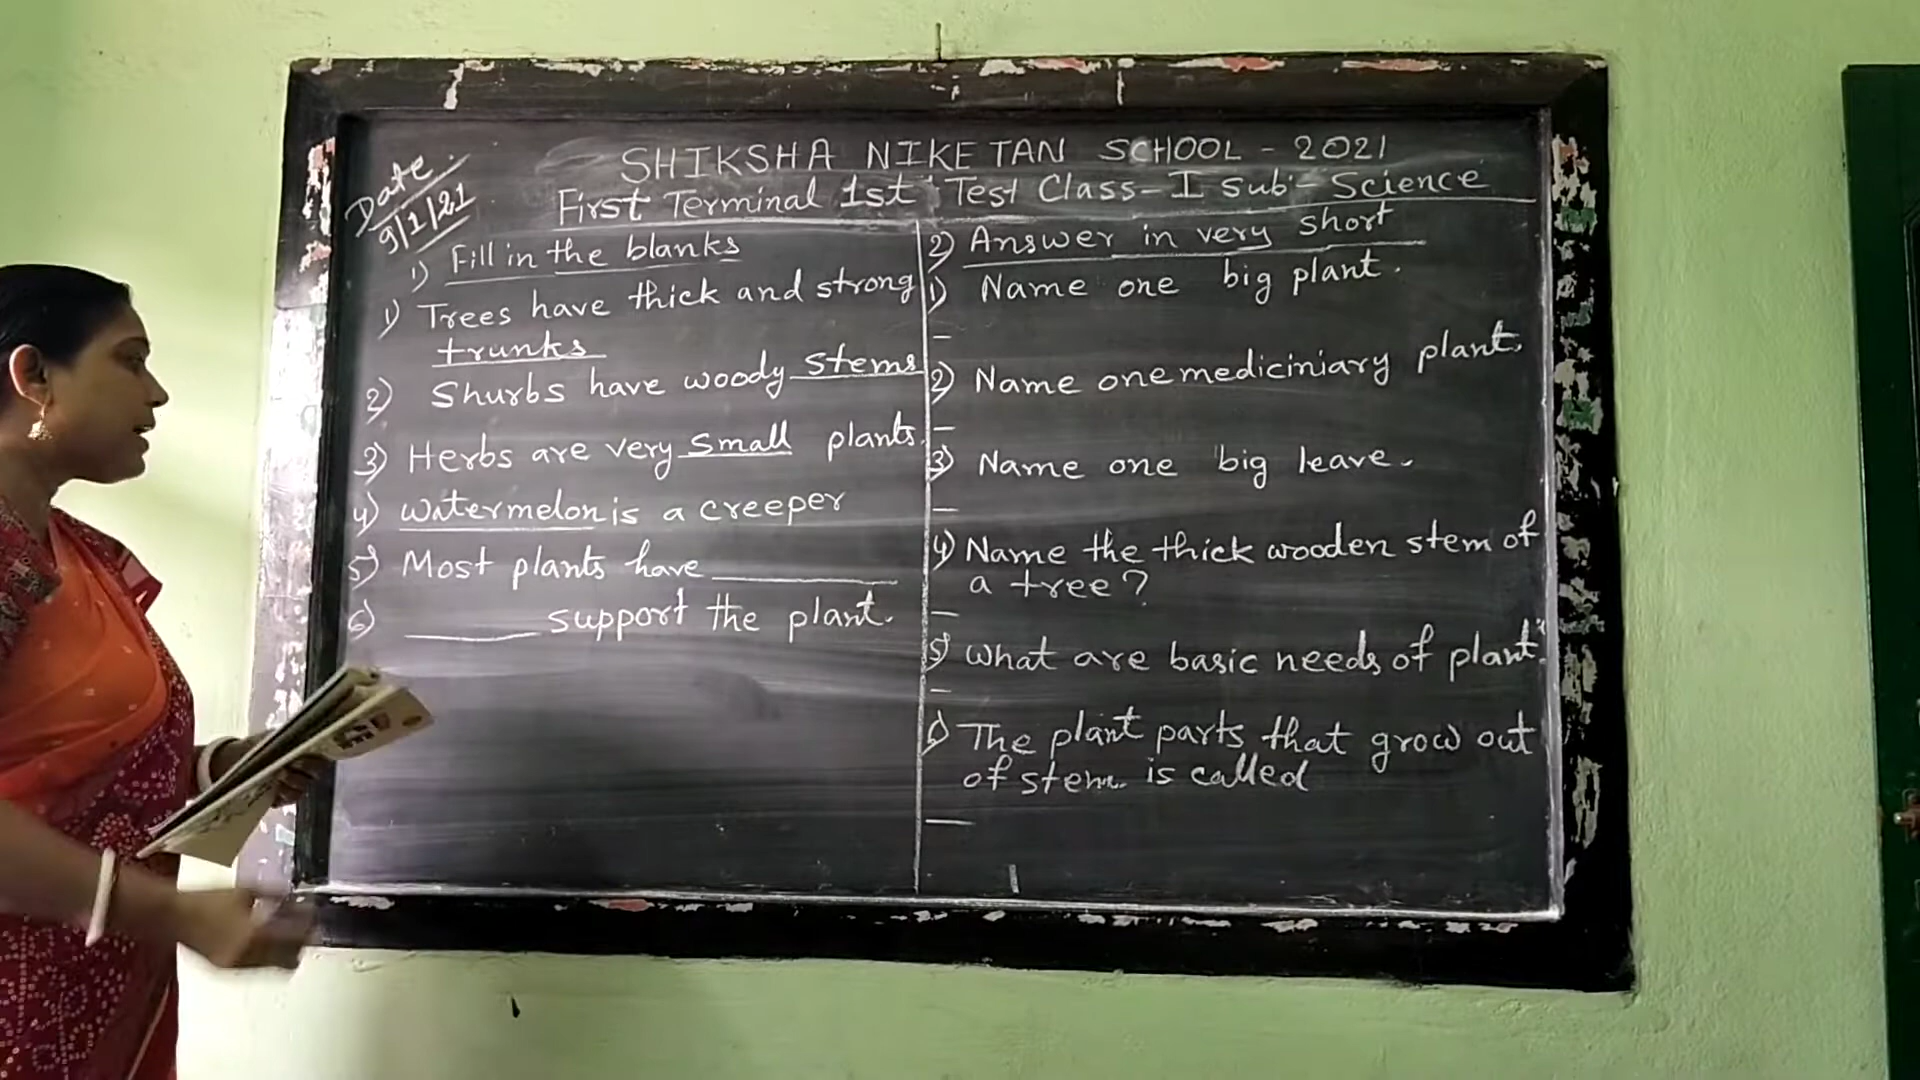 SHIKSHA NIKETAN SCHOOL - 2021
Date
9/1/21
First Terminal 1st Test Class- I Sub:- Science
1) Fill in the blanks
1) Trees have thick and strong
trunks
2) Shurbs have woody stems
3) Herbs are very small plants.
4) watermelon is a creeper
5) Most plants have ________
6) ________ support the plant.
2) Answer in very short
1) Name one big plant.
–
2) Name one mediciniary plant.
–
3) Name one big leave.
–
4) Name the thick wooden stem of
a tree?
–
5) What are basic needs of plant.
–
6) The plant parts that grow out
of stem is called
–